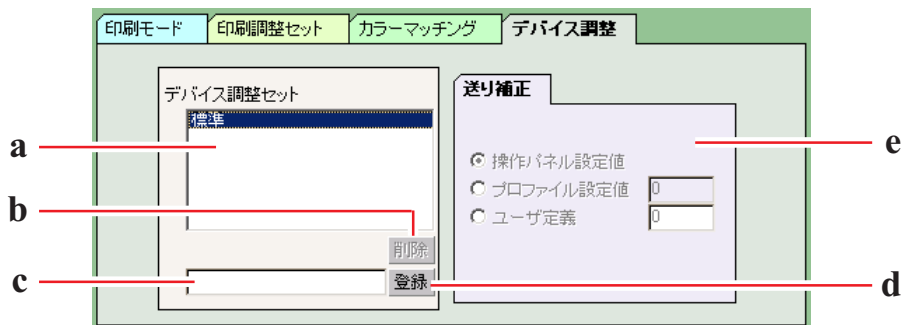 印刷モード 印刷調整セット カラーマッチング デバイス調整
デバイス調整セット
標準
削除
登録
送り補正
操作パネル設定値
プロファイル設定値 0
ユーザ定義 0
a
b
c
d
e